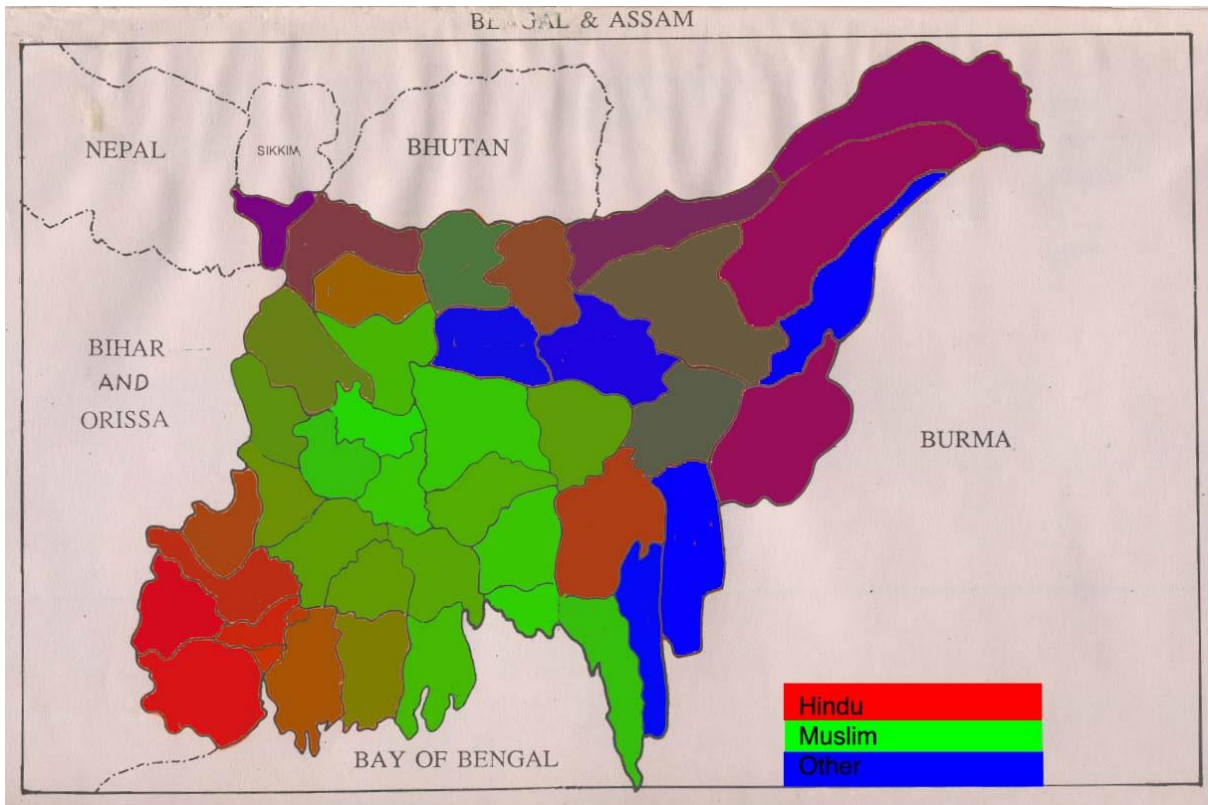 BENGAL & ASSAM
NEPAL
SIKKIM
BHUTAN
BIHAR
AND
ORISSA
BURMA
BAY OF BENGAL
Hindu
Muslim
Other